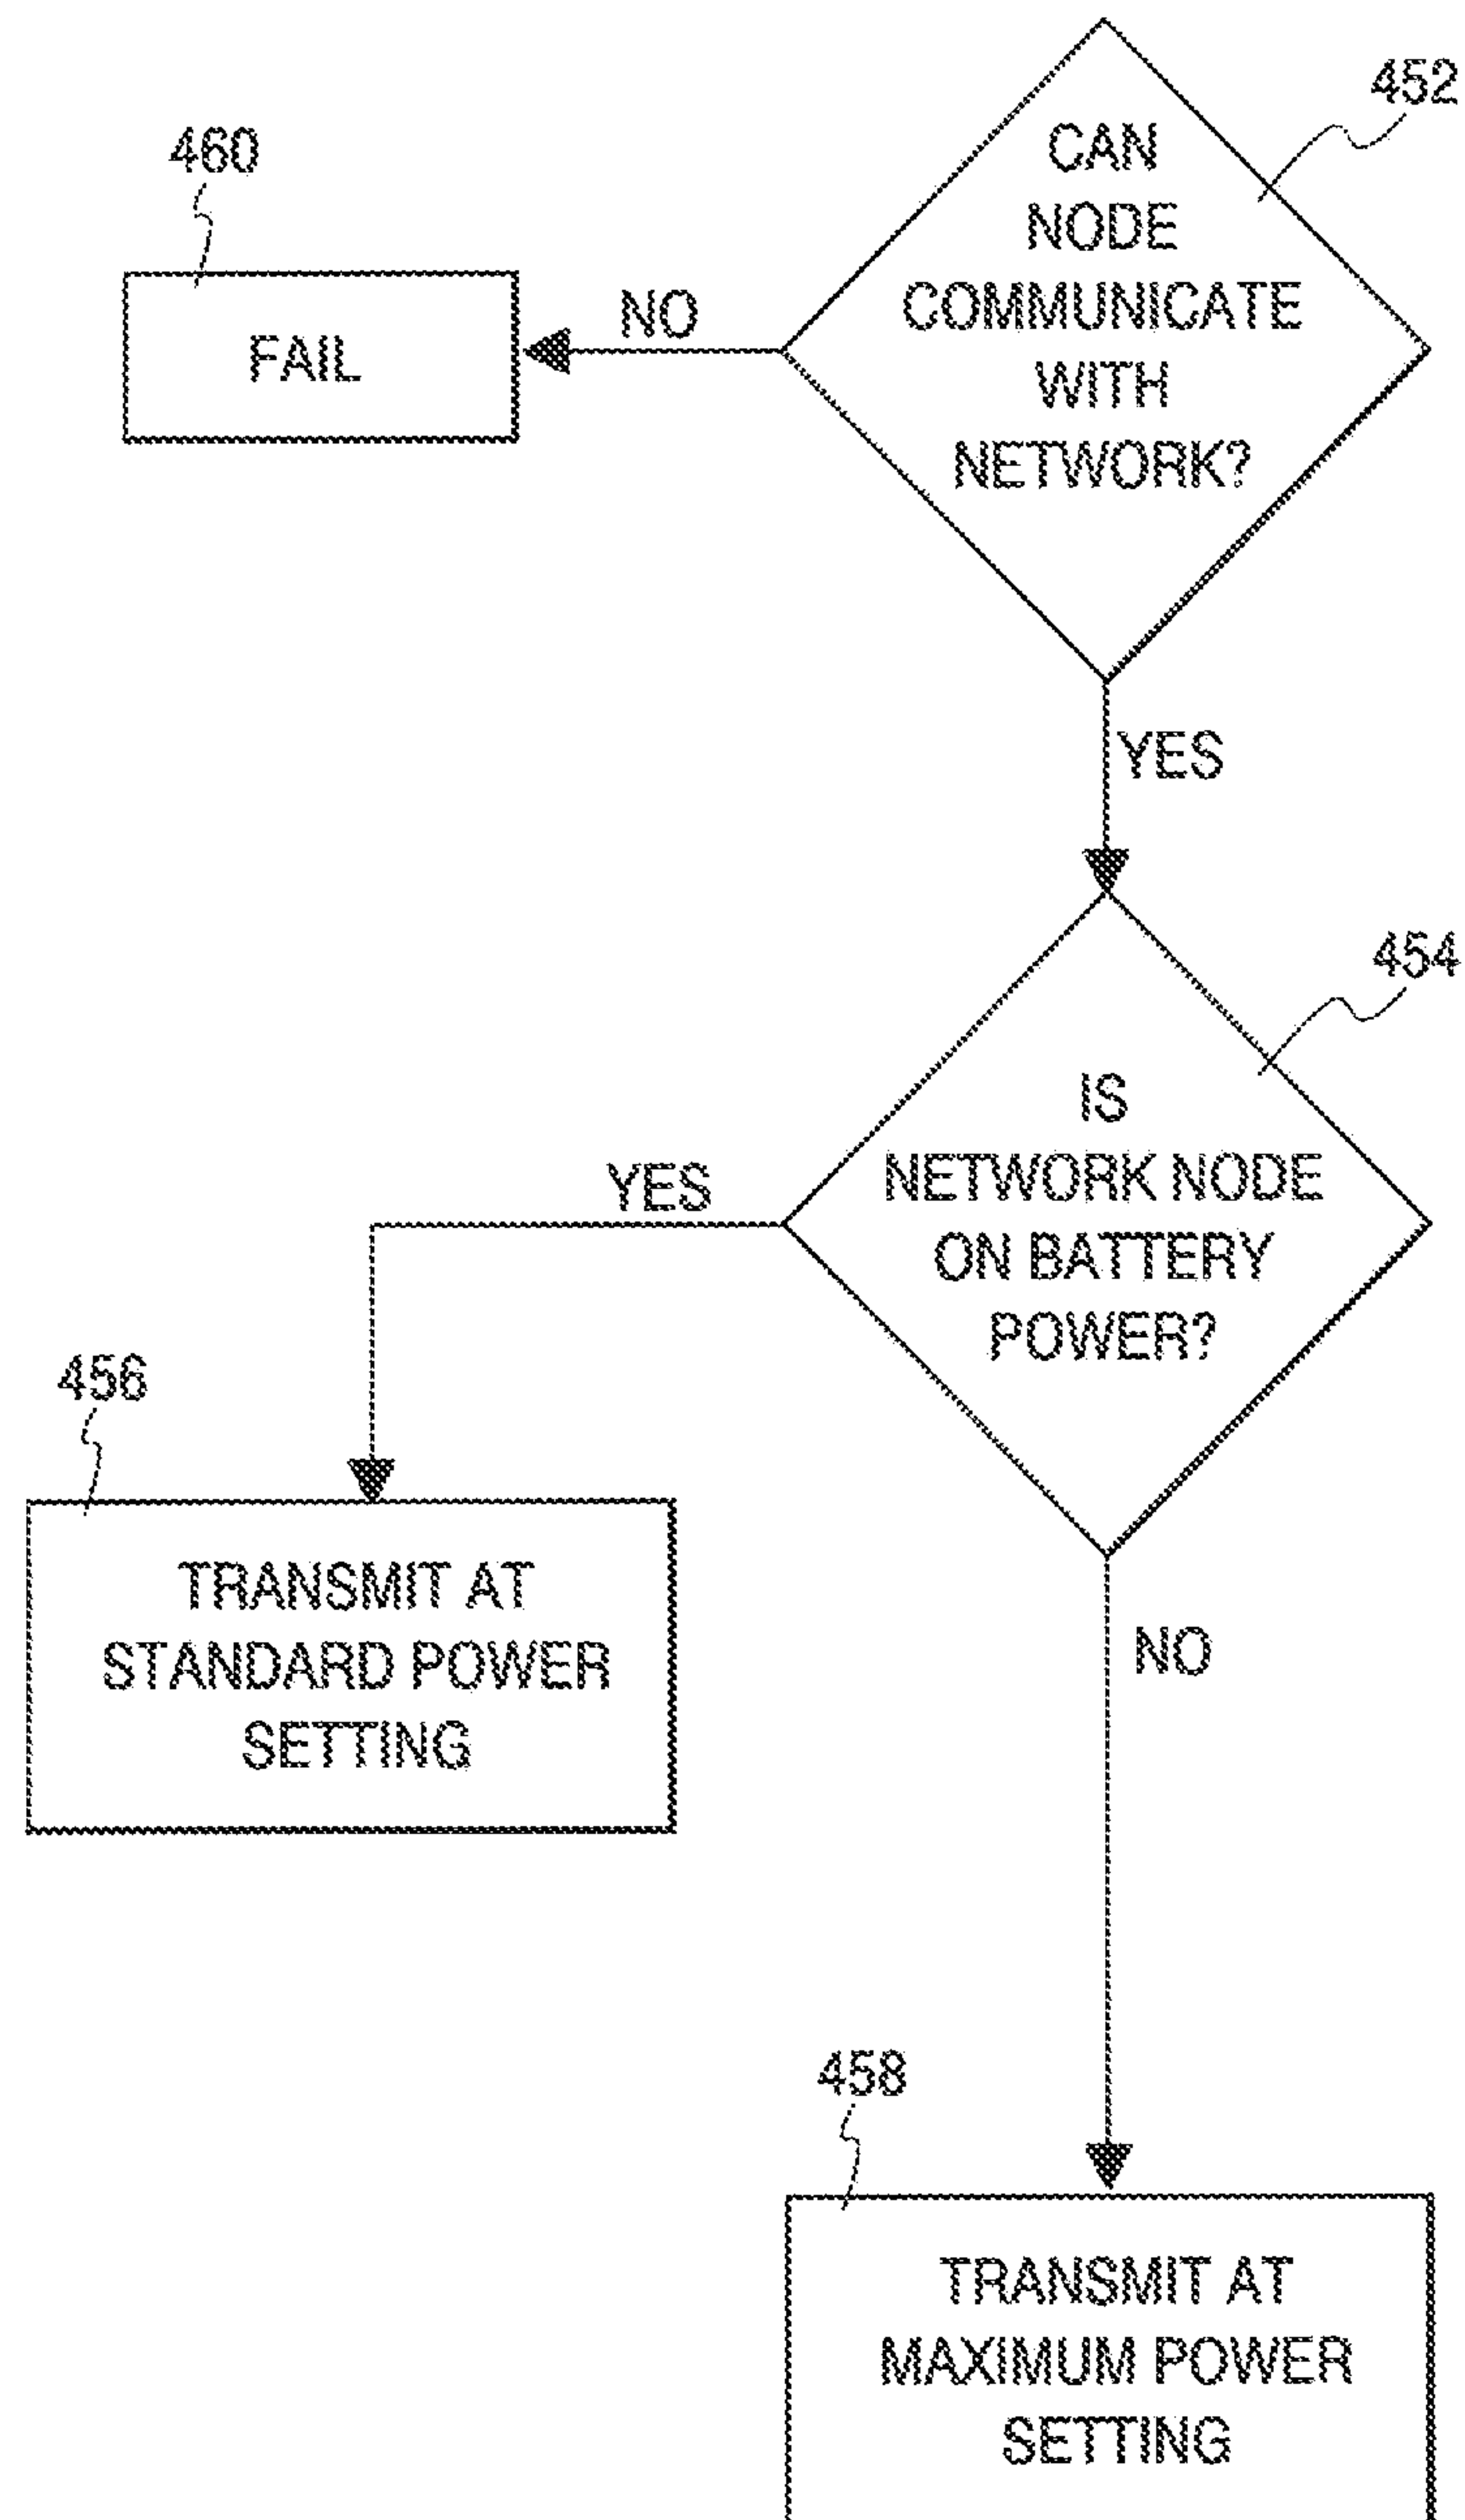 452
CAN
NODE
COMMUNICATE
WITH
NETWORK?
460
NO
FAIL
YES
454
IS
NETWORK NODE
ON BATTERY
POWER?
YES
456
TRANSMIT AT
STANDARD POWER
SETTING
NO
458
TRANSMIT AT
MAXIMUM POWER
SETTING